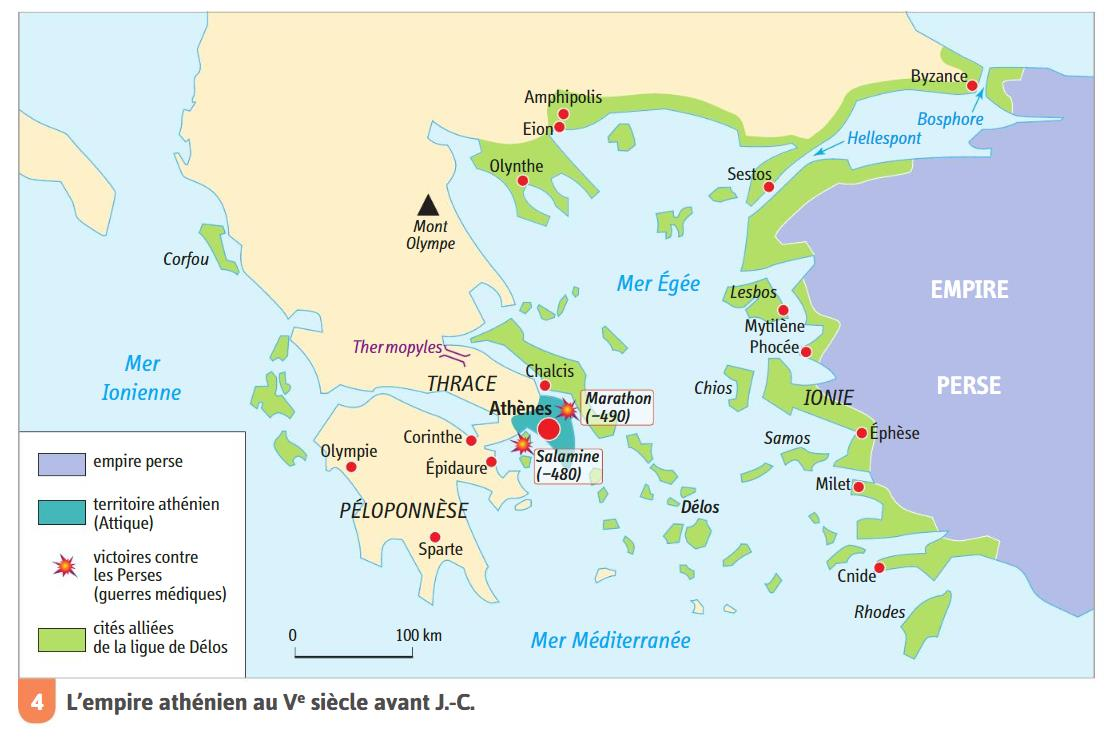 Byzance
Amphipolis
Bosphore
Eion
Hellespont
Olynthe
Sestos
Mont
Olympe
Corfou
Mer Égée
EMPIRE
Lesbos
Mytilène
Thermopyles
Phocée
Mer
Ionienne
Chalcis
THRACE
Chios
PERSE
Marathon
(–490)
IONIE
Athènes
Corinthe
Samos
Éphèse
Olympie
Salamine
(–480)
Épidaure
Milet
PÉLOPONNÈSE
Délos
Sparte
Cnide
Rhodes
Mer Méditerranée
0 100 km
empire perse
territoire athénien
(Attique)
victoires contre
les Perses
(guerres médiques)
cités alliées
de la ligue de Délos
4 L’empire athénien au Ve siècle avant J.-C.